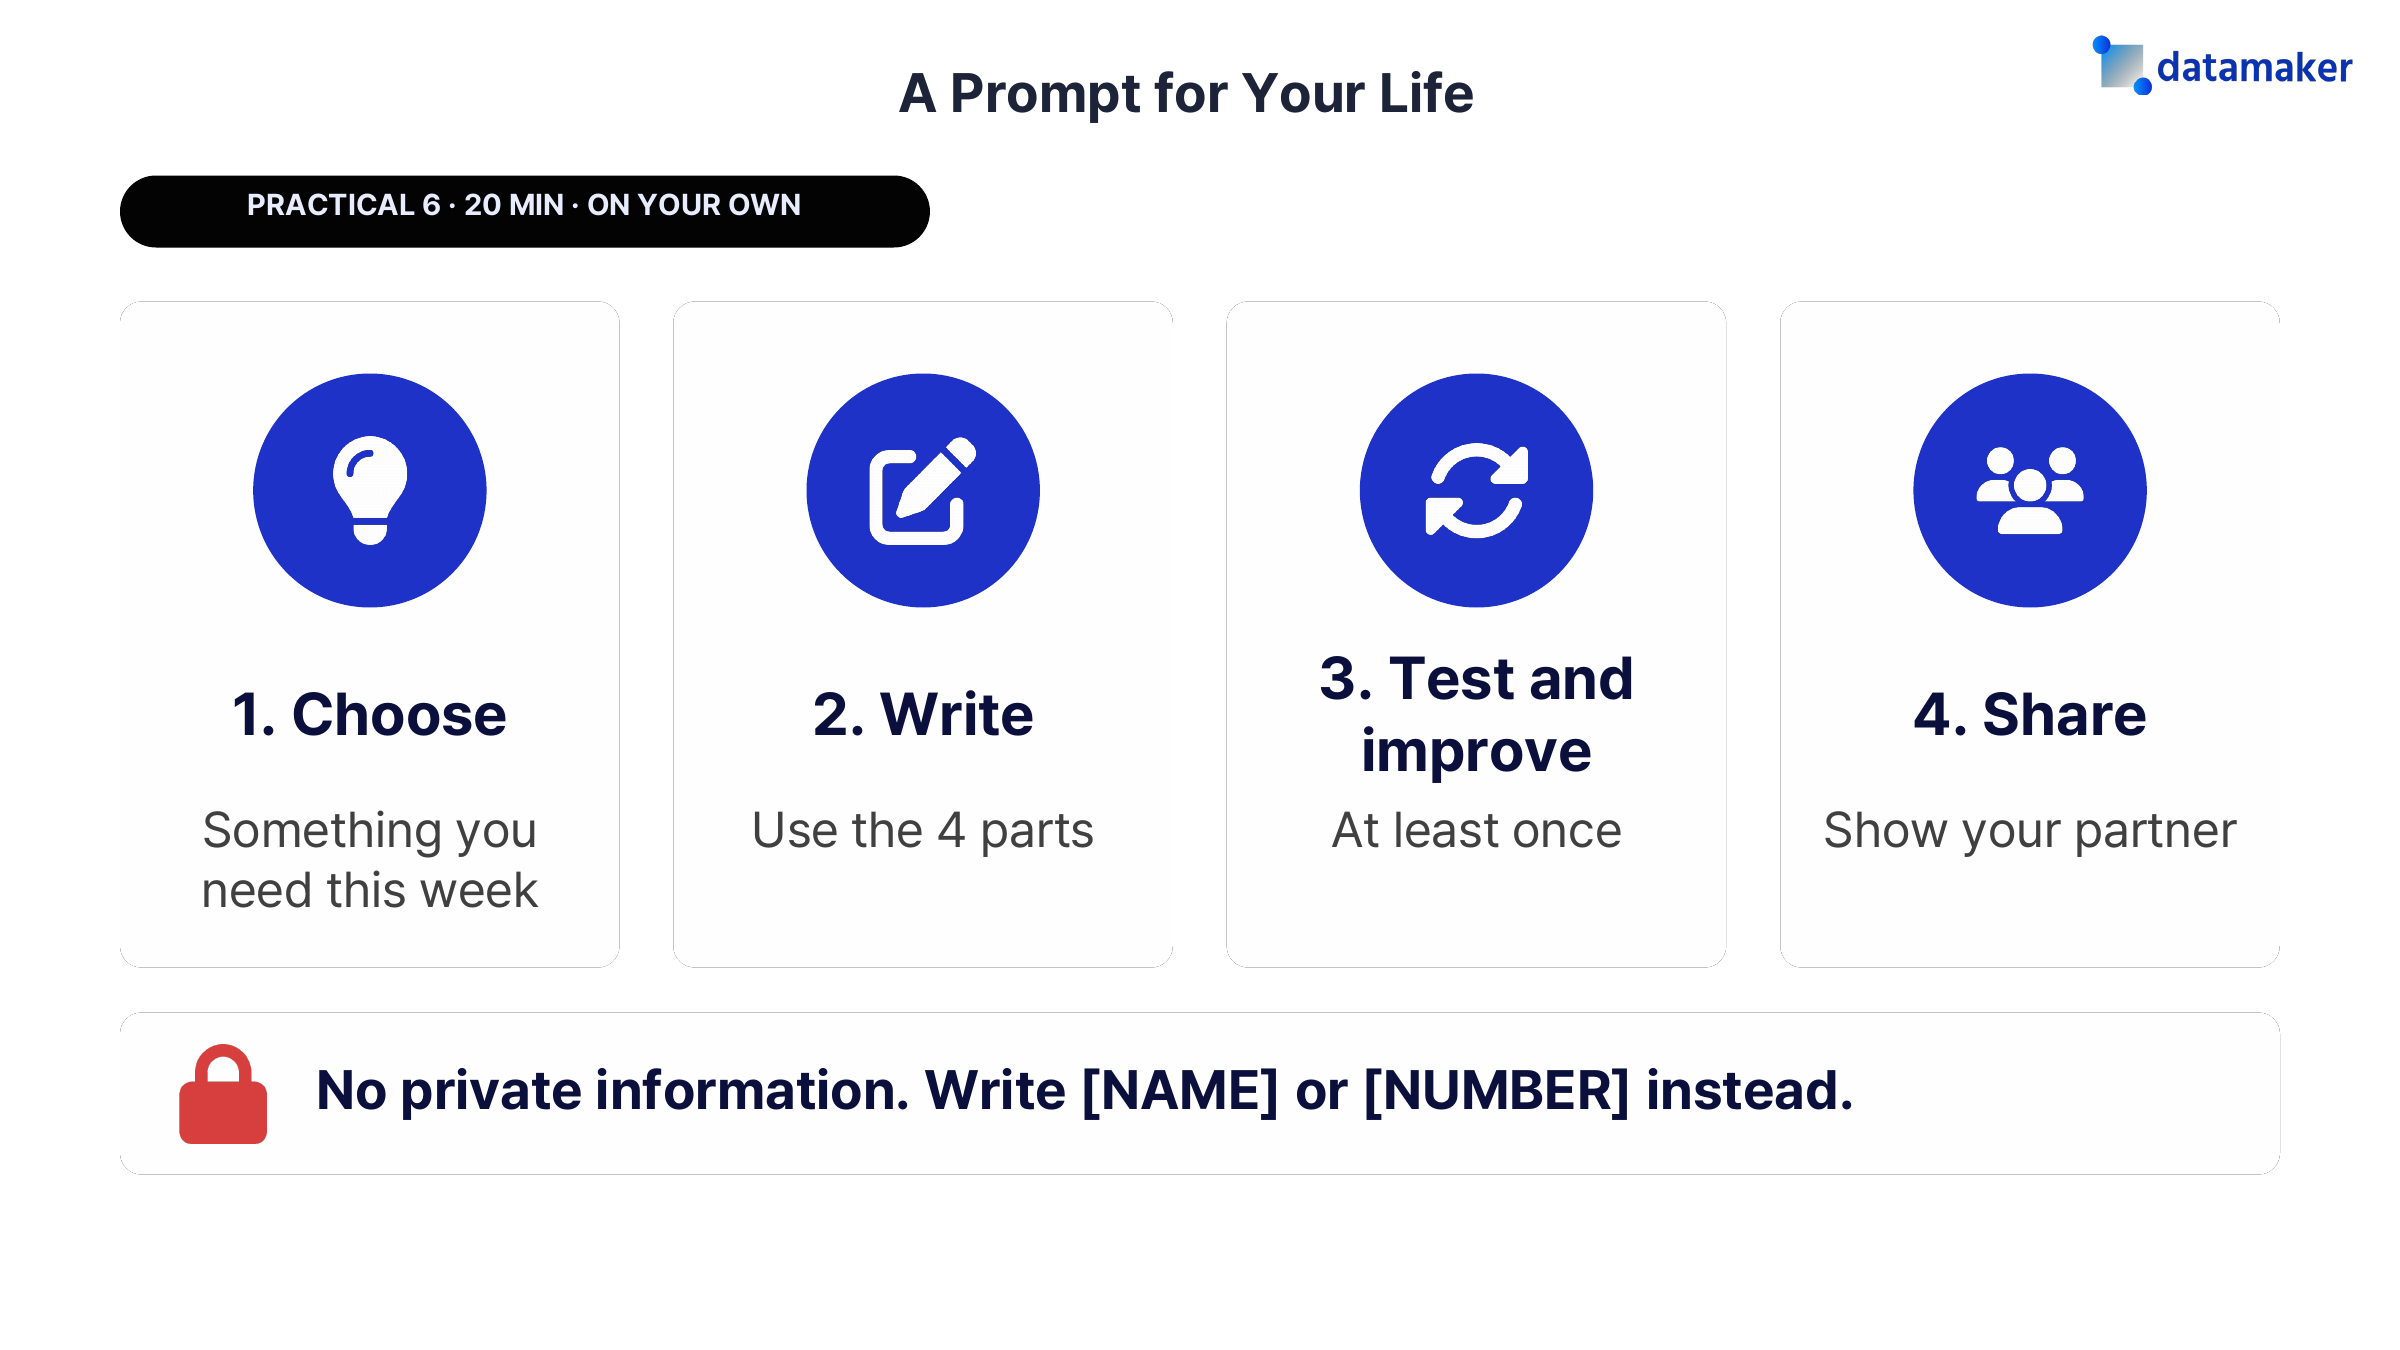 A Prompt for Your Life
datamaker
PRACTICAL 6 · 20 MIN · ON YOUR OWN
1. Choose
Something you
need this week
2. Write
Use the 4 parts
3. Test and
improve
At least once
4. Share
Show your partner
No private information. Write [NAME] or [NUMBER] instead.